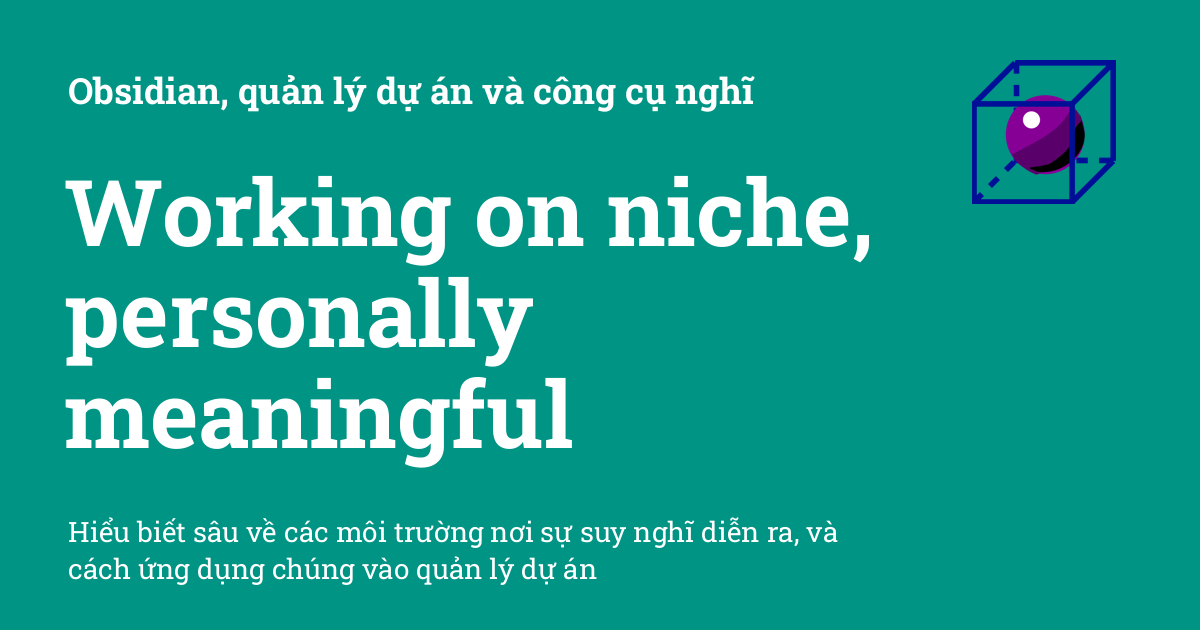 Obsidian, quản lý dự án và công cụ nghĩ
Working on niche,
personally
meaningful
Hiểu biết sâu về các môi trường nơi sự suy nghĩ diễn ra, và
cách ứng dụng chúng vào quản lý dự án